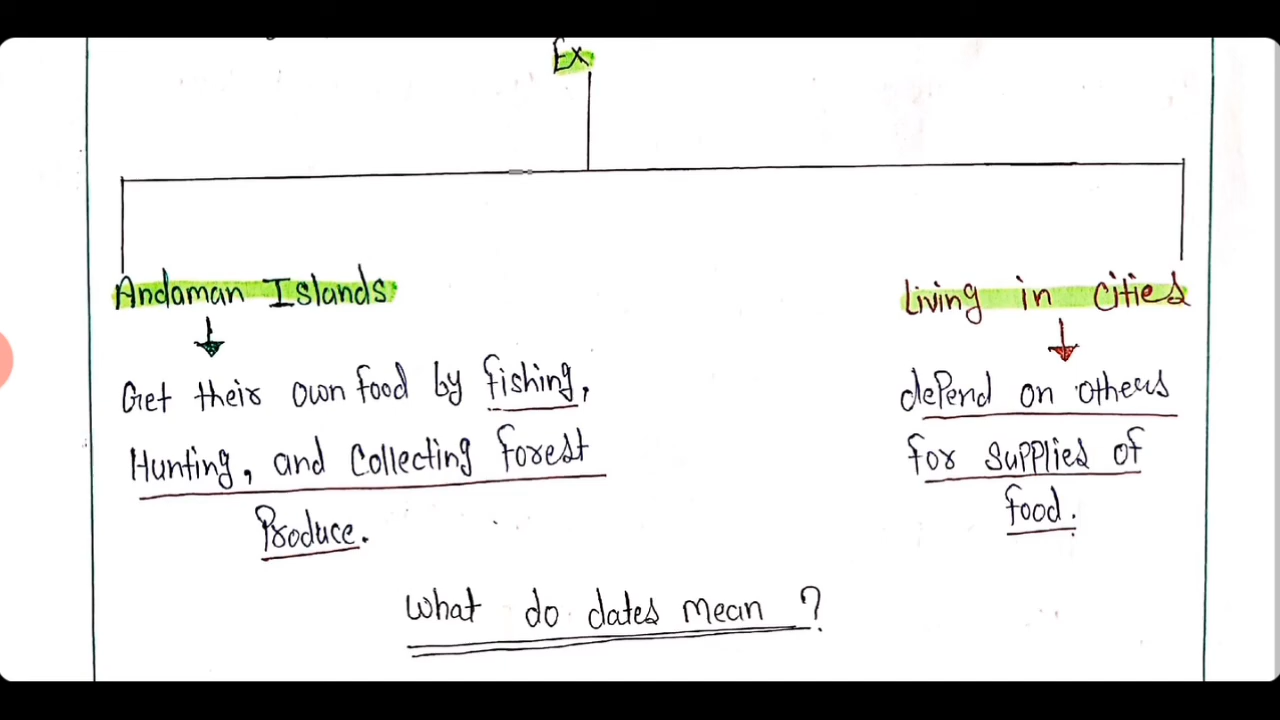 Ex
Andaman Islands
Living in cities
Get their own food by fishing,
Hunting, and collecting forest
Produce.
depend on others
for supplies of
food.
What do dates mean ?